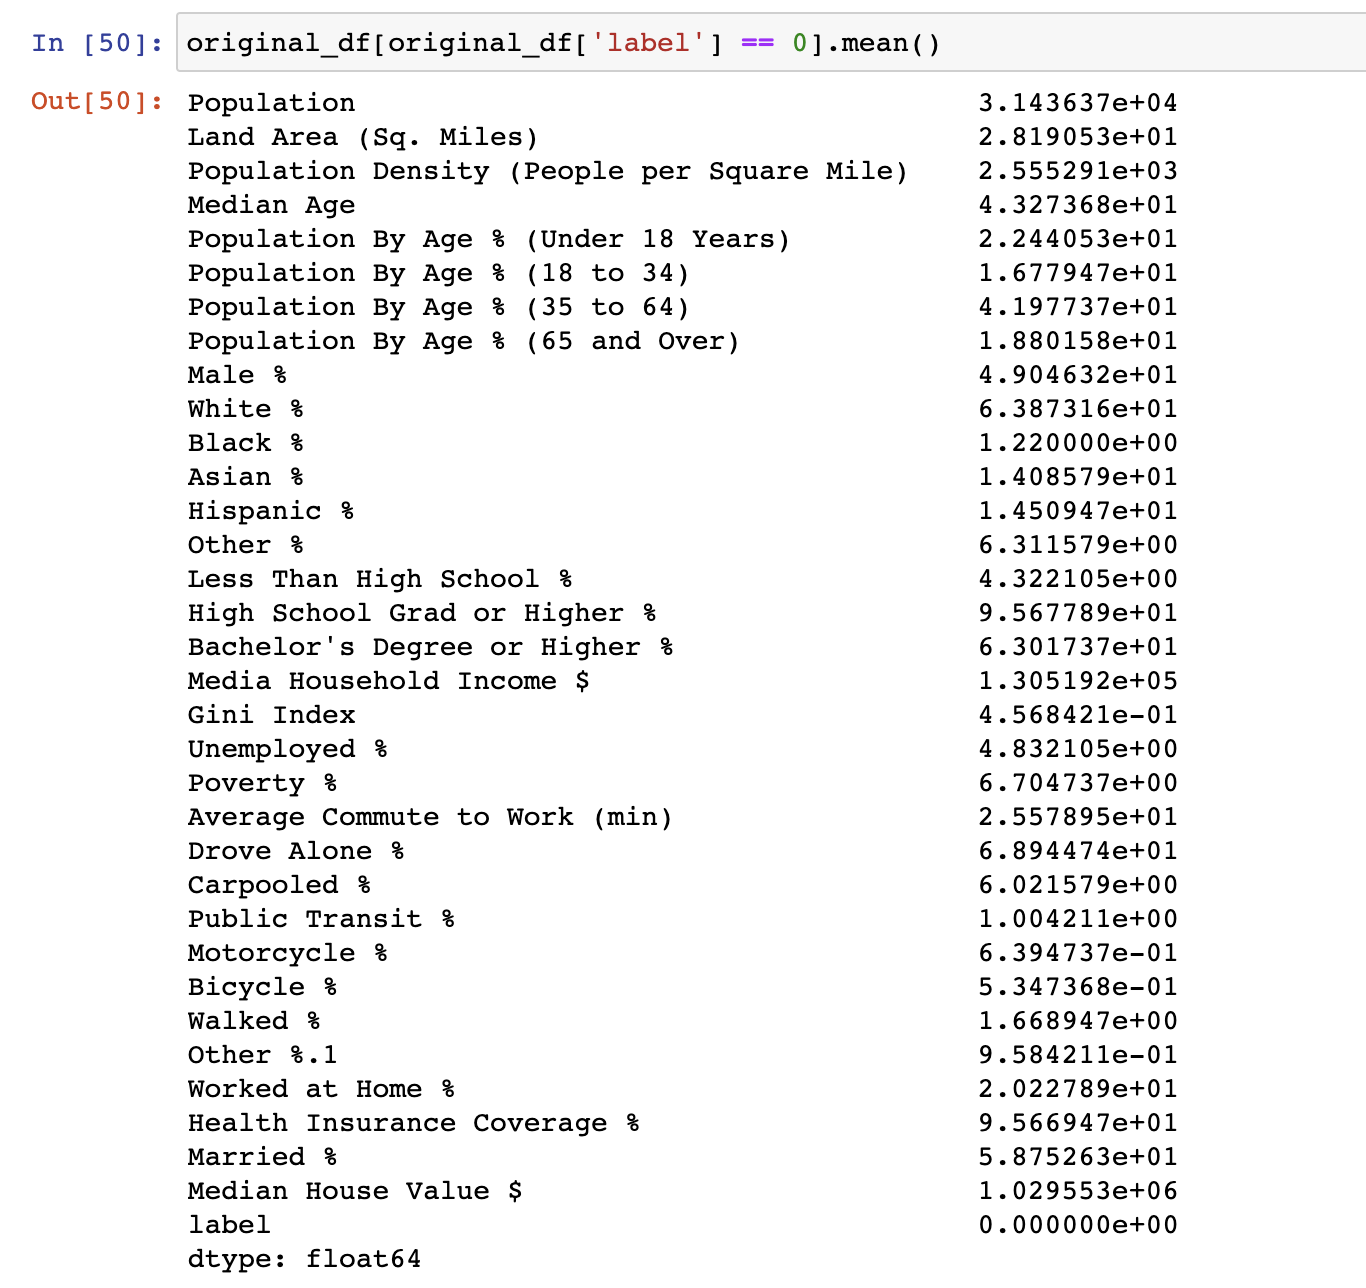 In [50]: original_df[original_df['label'] == 0].mean()
Out[50]: Population 3.143637e+04
Land Area (Sq. Miles) 2.819053e+01
Population Density (People per Square Mile) 2.555291e+03
Median Age 4.327368e+01
Population By Age % (Under 18 Years) 2.244053e+01
Population By Age % (18 to 34) 1.677947e+01
Population By Age % (35 to 64) 4.197737e+01
Population By Age % (65 and Over) 1.880158e+01
Male % 4.904632e+01
White % 6.387316e+01
Black % 1.220000e+00
Asian % 1.408579e+01
Hispanic % 1.450947e+01
Other % 6.311579e+00
Less Than High School % 4.322105e+00
High School Grad or Higher % 9.567789e+01
Bachelor's Degree or Higher % 6.301737e+01
Media Household Income $ 1.305192e+05
Gini Index 4.568421e-01
Unemployed % 4.832105e+00
Poverty % 6.704737e+00
Average Commute to Work (min) 2.557895e+01
Drove Alone % 6.894474e+01
Carpooled % 6.021579e+00
Public Transit % 1.004211e+00
Motorcycle % 6.394737e-01
Bicycle % 5.347368e-01
Walked % 1.668947e+00
Other %.1 9.584211e-01
Worked at Home % 2.022789e+01
Health Insurance Coverage % 9.566947e+01
Married % 5.875263e+01
Median House Value $ 1.029553e+06
label 0.000000e+00
dtype: float64